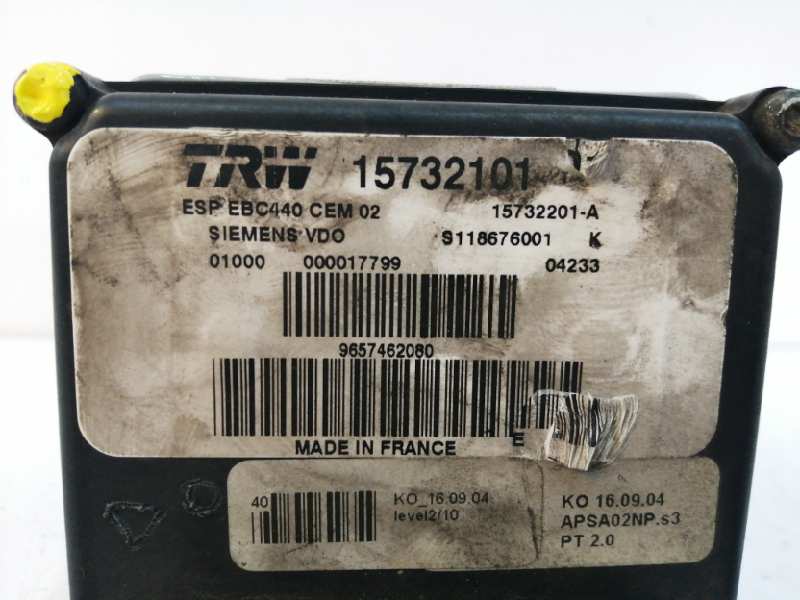 TRW 15732101
ESP EBC440 CEM 02 15732201-A
SIEMENS VDO S118676001 K
01000 000017799 04233
9657462080
MADE IN FRANCE E
40 KO_16.09.04
level2/10
KO 16.09.04
APSA02NP.s3
PT 2.0